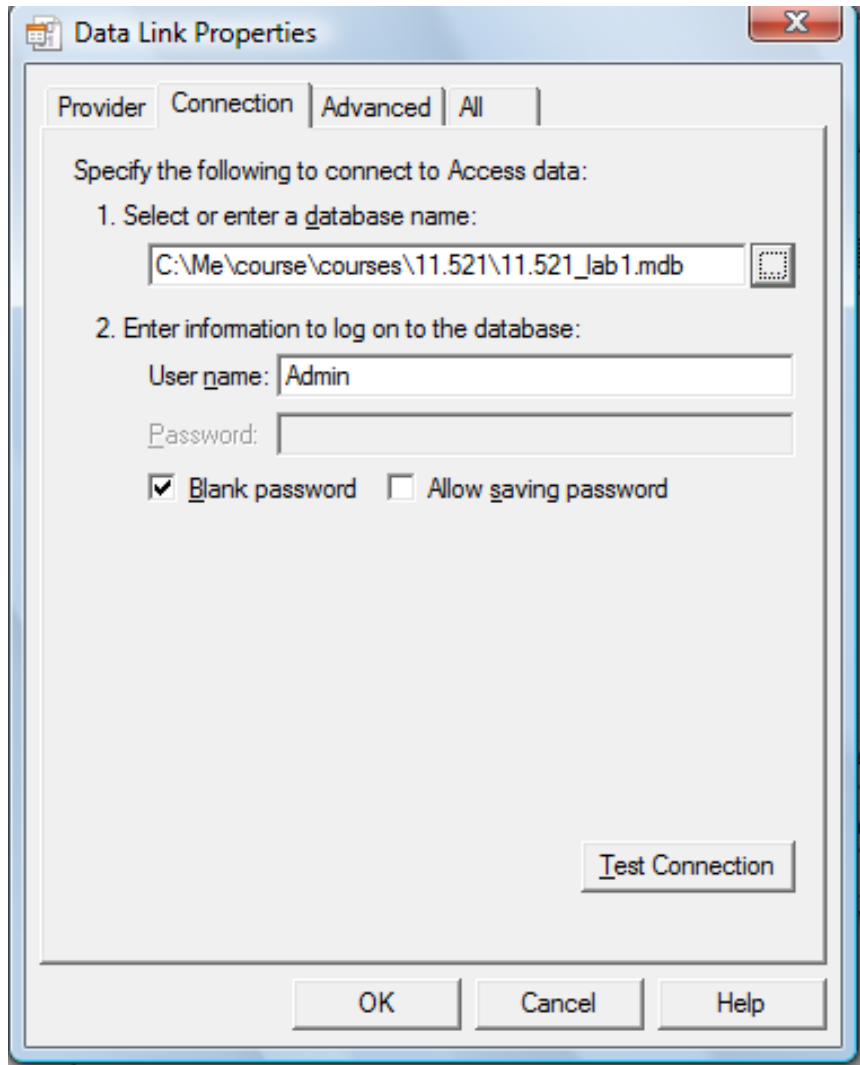 Data Link Properties
Provider Connection Advanced All
Specify the following to connect to Access data:
1. Select or enter a database name:
C:\Me\course\courses\11.521\11.521_lab1.mdb ...
2. Enter information to log on to the database:
User name: Admin
Password:
Blank password Allow saving password
Test Connection
OK Cancel Help